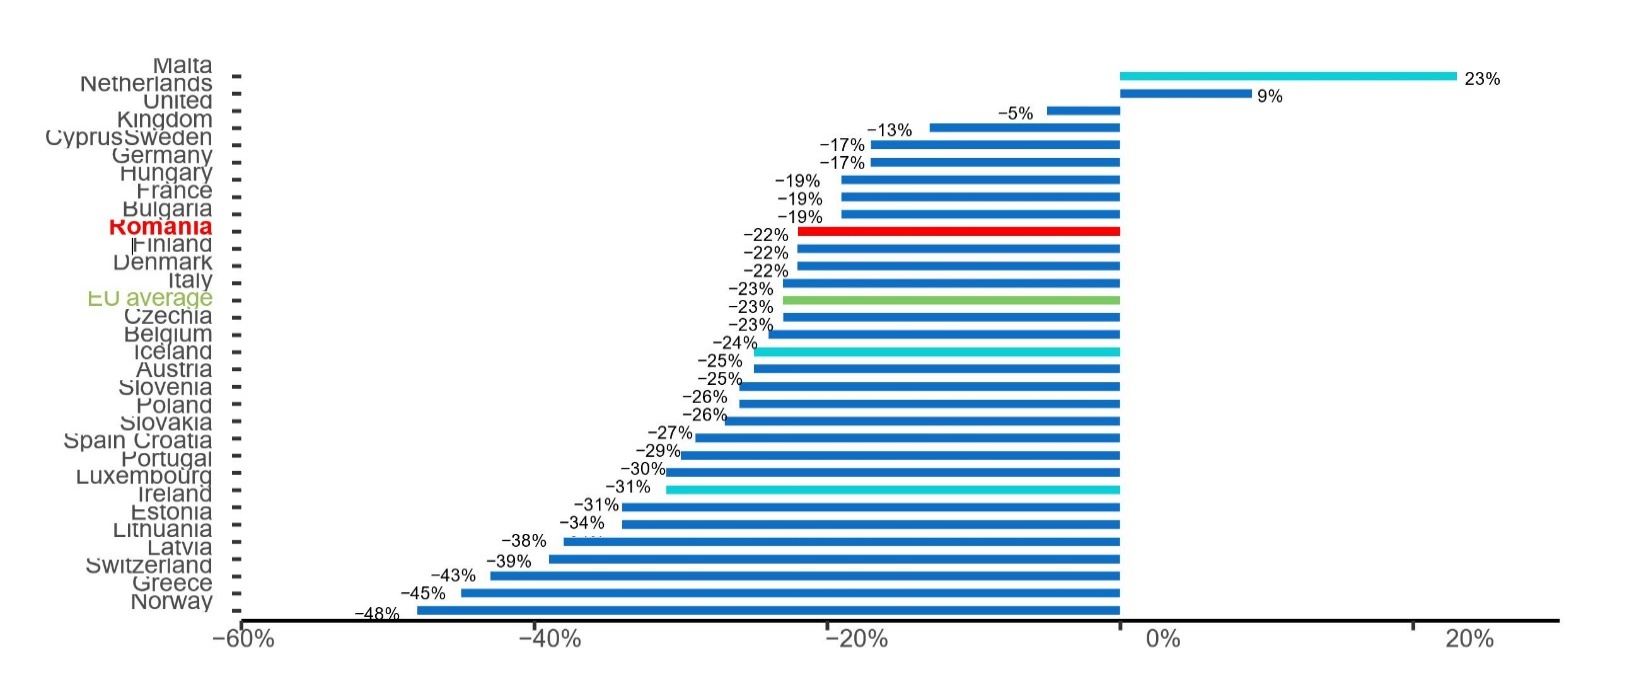 Malta
23%
Netherlands
9%
United
−5%
Kingdom
−13%
CyprusSweden
−17%
Germany
−17%
Hungary
−19%
France
−19%
Bulgaria
−19%
Romania
−22%
Finland
−22%
Denmark
−22%
Italy
−23%
EU average
−23%
Czechia
−23%
Belgium
−24%
Iceland
−25%
Austria
−25%
Slovenia
−26%
Poland
−26%
Slovakia
−27%
Spain Croatia
−29%
Portugal
−30%
Luxembourg
−31%
Ireland
−31%
Estonia
−34%
Lithuania
−38%
Latvia
−39%
Switzerland
−43%
Greece
−45%
Norway
−48%
−60% −40% −20% 0% 20%